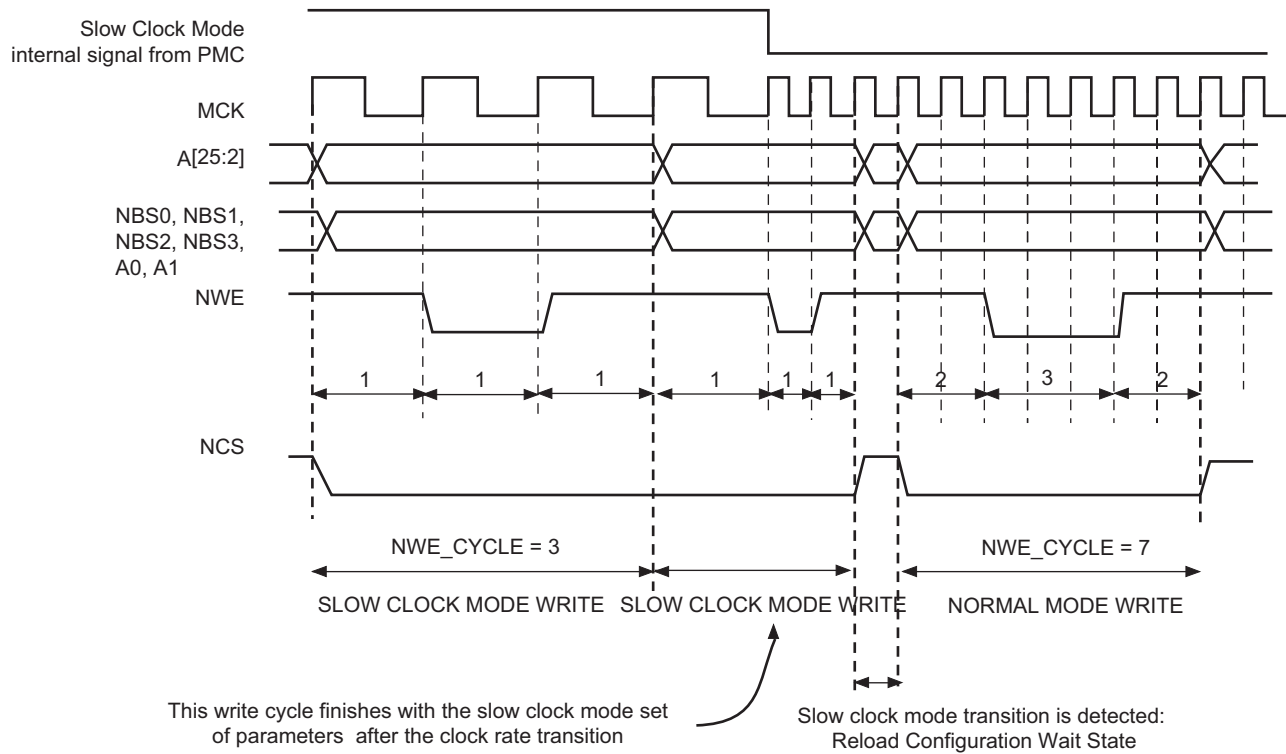 Slow Clock Mode
internal signal from PMC
MCK
A[25:2]
NBS0, NBS1,
NBS2, NBS3,
A0, A1
NWE
1 1 1 1 1 1 2 3 2
NCS
NWE_CYCLE = 3 NWE_CYCLE = 7
SLOW CLOCK MODE WRITE SLOW CLOCK MODE WRITE NORMAL MODE WRITE
This write cycle finishes with the slow clock mode set
of parameters after the clock rate transition
Slow clock mode transition is detected:
Reload Configuration Wait State